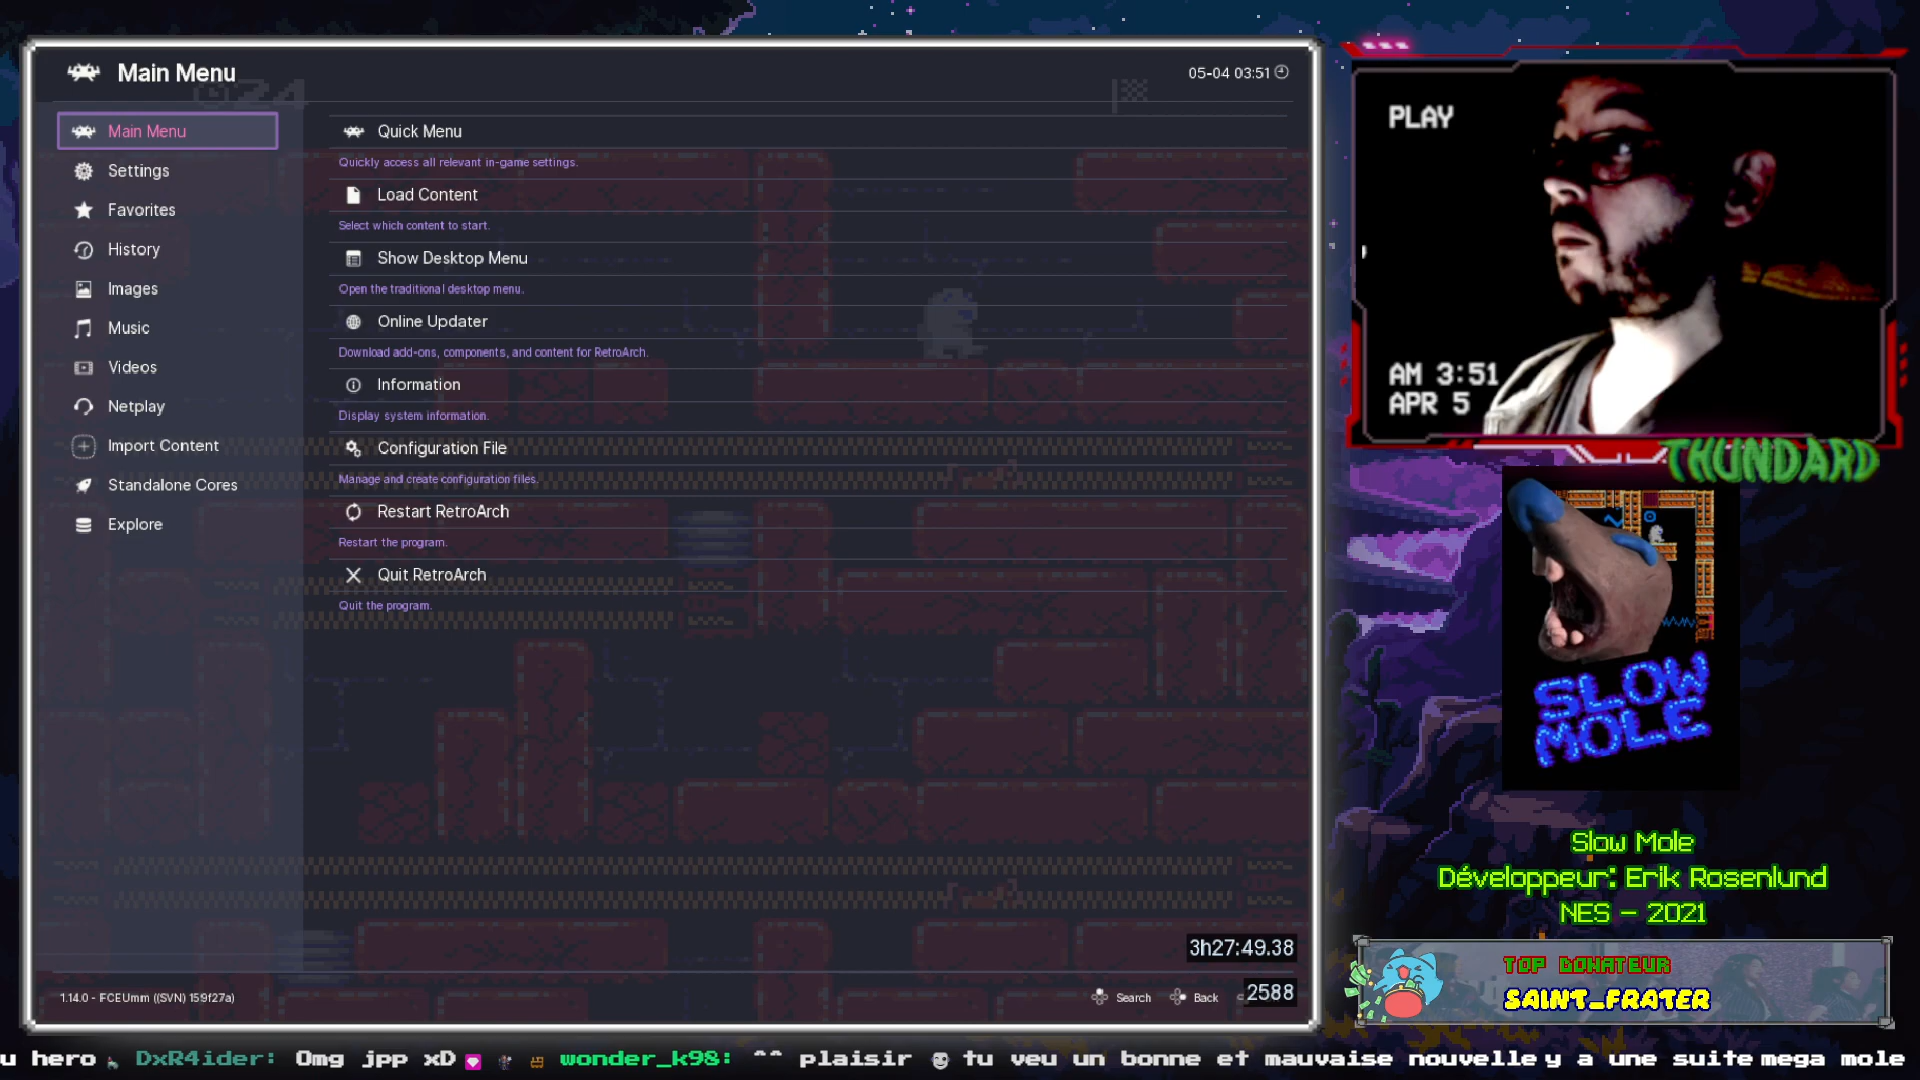 Main Menu
05-04 03:51
24
Main Menu
Settings
Favorites
History
Images
Music
Videos
Netplay
Import Content
Standalone Cores
Explore
Quick Menu
Quickly access all relevant in-game settings.
Load Content
Select which content to start.
Show Desktop Menu
Open the traditional desktop menu.
Online Updater
Download add-ons, components, and content for RetroArch.
Information
Display system information.
Configuration File
Manage and create configuration files.
Restart RetroArch
Restart the program.
Quit RetroArch
Quit the program.
3h27:49.38
2588
1.14.0 - FCEUmm ((SVN) 159f27a)
Search
Back
PLAY
AM 3:51
APR 5
THUNDARD
SLOW
MOLE
Slow Mole
Développeur: Erik Rosenlund
NES - 2021
TOP DONATEUR
SAINT_FRATER
u hero DxR4ider: Omg jpp xD wonder_k98: ^^ plaisir tu veu un bonne et mauvaise nouvelle y a une suite mega mole